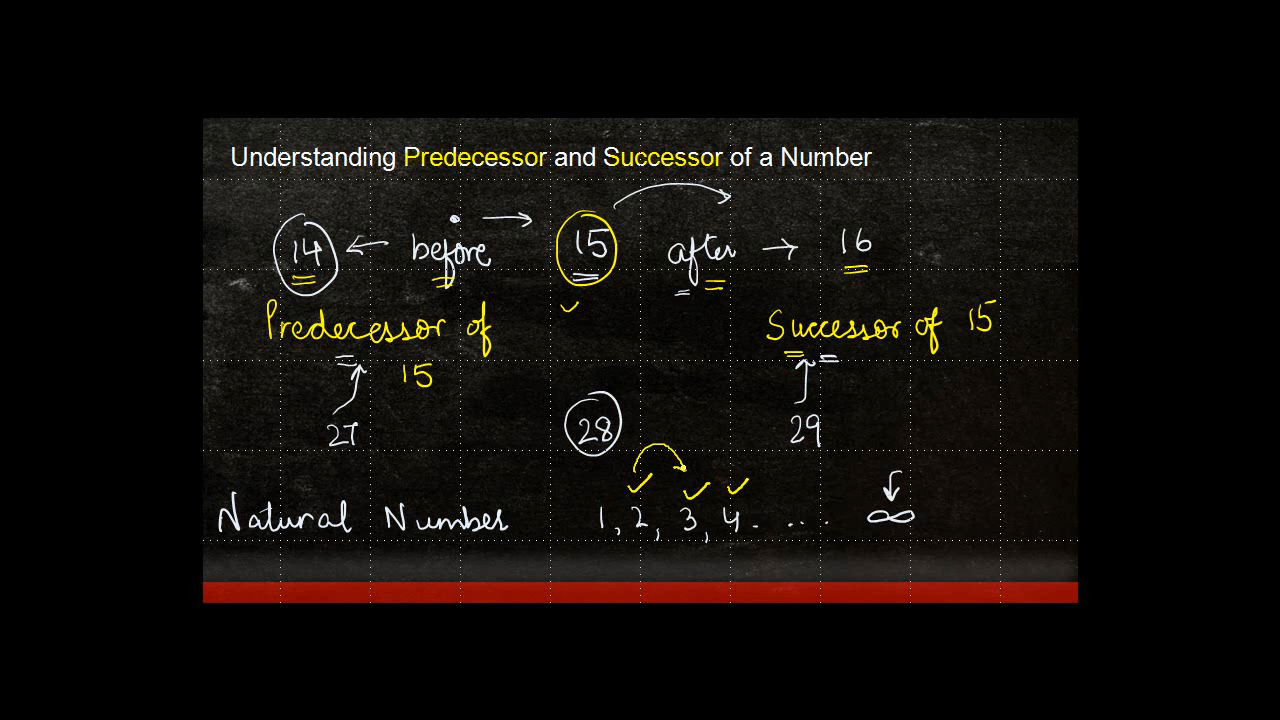 Understanding Predecessor and Successor of a Number
14 ← before → 15 after → 16
Predecessor of 15 Successor of 15
27 28 29
Natural Number 1, 2, 3, 4. .... ∞